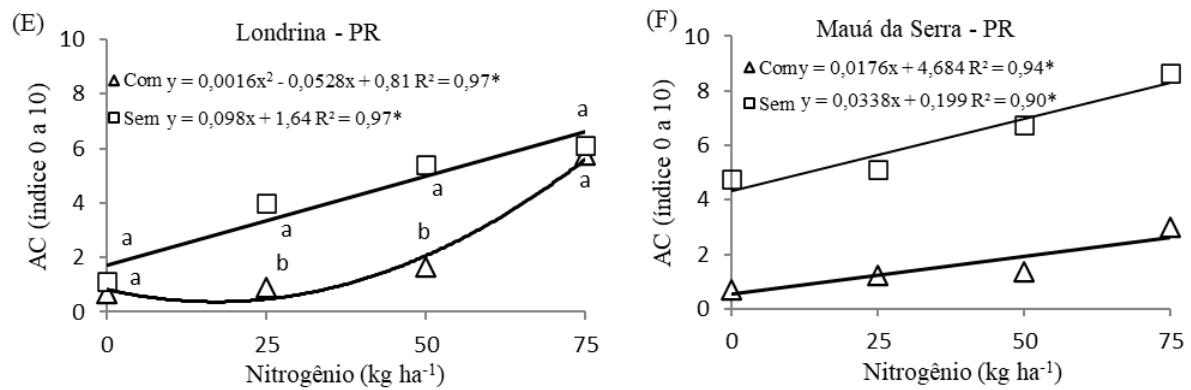 (E)
Londrina - PR
Com y = 0,0016x² - 0,0528x + 0,81 R² = 0,97*
Sem y = 0,098x + 1,64 R² = 0,97*
AC (índice 0 a 10)
10
8
6
4
2
0
a
a
a
b
a
b
a
a
0 25 50 75
Nitrogênio (kg ha⁻¹)
(F)
Mauá da Serra - PR
Com y = 0,0176x + 4,684 R² = 0,94*
Sem y = 0,0338x + 0,199 R² = 0,90*
AC (índice 0 a 10)
10
8
6
4
2
0
0 25 50 75
Nitrogênio (kg ha⁻¹)